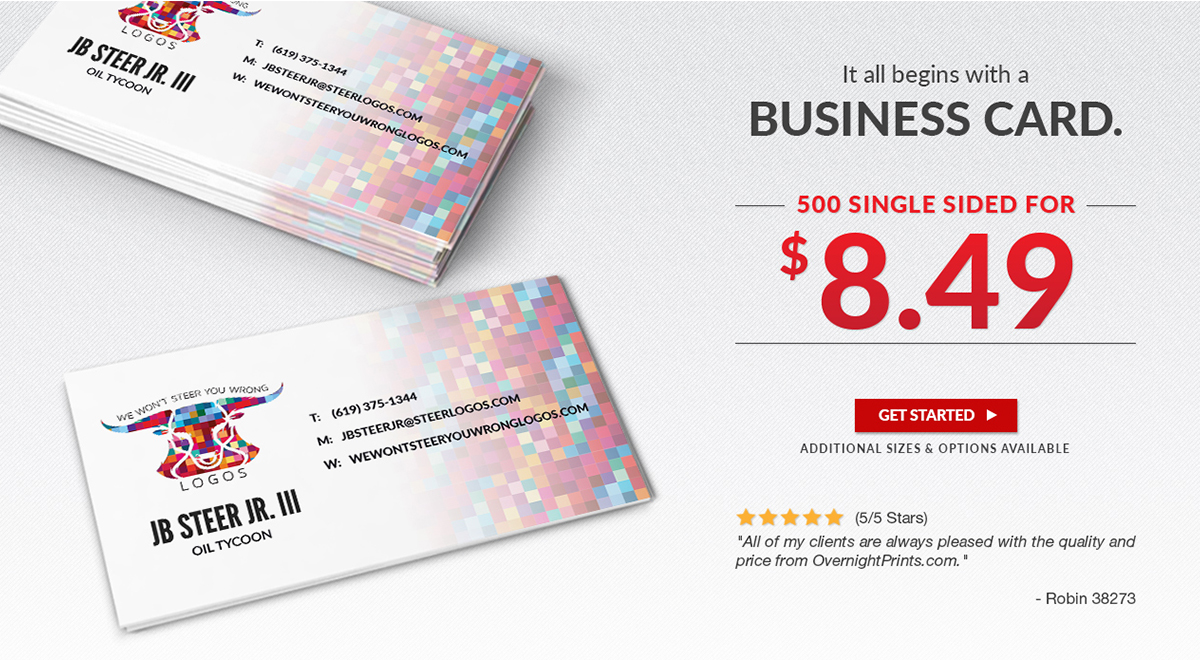 NG
LOGOS
JB STEER JR. III
OIL TYCOON
T: (619) 375-1344
M: JBSTEERJR@STEERLOGOS.COM
W: WEWONTSTEERYOUWRONGLOGOS.COM
WE WON'T STEER YOU WRONG
LOGOS
JB STEER JR. III
OIL TYCOON
T: (619) 375-1344
M: JBSTEERJR@STEERLOGOS.COM
W: WEWONTSTEERYOUWRONGLOGOS.COM
It all begins with a
BUSINESS CARD.
500 SINGLE SIDED FOR
$8.49
GET STARTED
ADDITIONAL SIZES & OPTIONS AVAILABLE
(5/5 Stars)
"All of my clients are always pleased with the quality and
price from OvernightPrints.com."
- Robin 38273